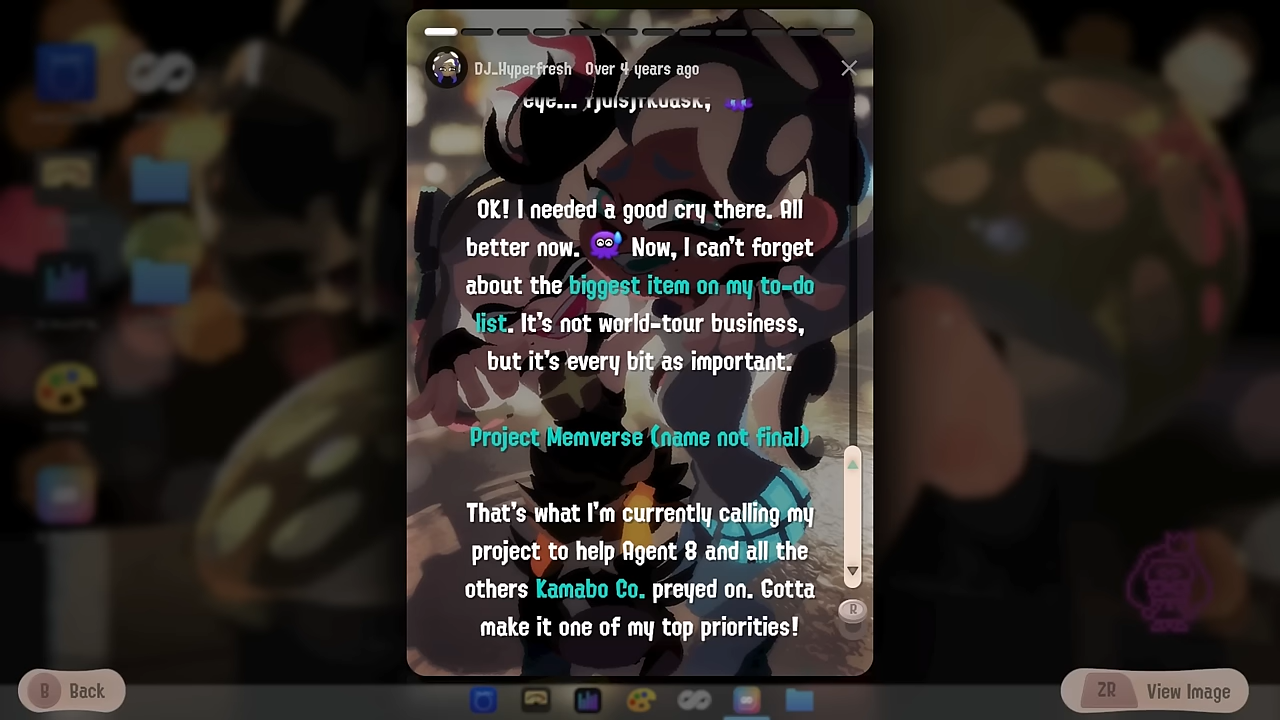 DJ_Hyperfresh Over 4 years ago
OK! I needed a good cry there. All
better now. Now, I can't forget
about the biggest item on my to-do
list. It's not world-tour business,
but it's every bit as important.
Project Memverse (name not final)
That's what I'm currently calling my
project to help Agent 8 and all the
others Kamabo Co. preyed on. Gotta
make it one of my top priorities!
R
B Back
ZR View Image